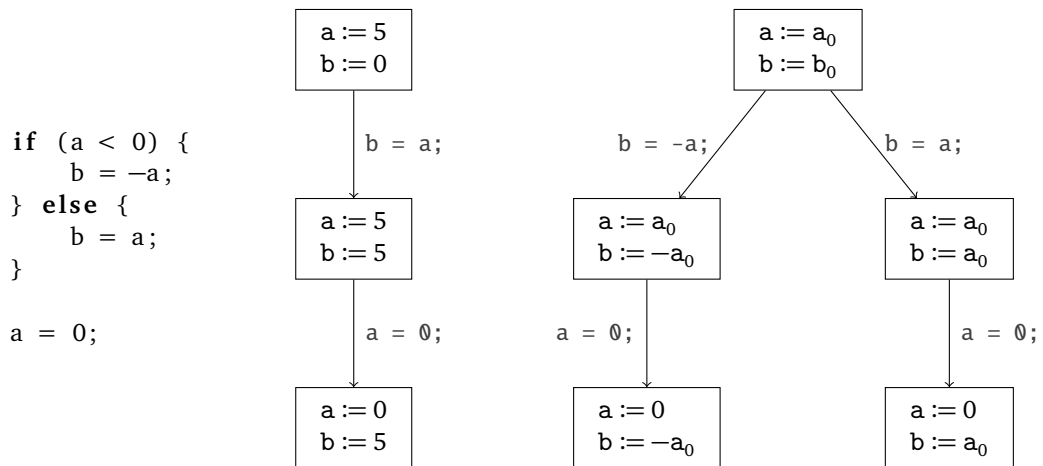 if (a < 0) {
b = −a;
} else {
b = a;
}
a = 0;
a := 5
b := 0
b = a;
a := 5
b := 5
a = 0;
a := 0
b := 5
a := a₀
b := b₀
b = -a;
b = a;
a := a₀
b := −a₀
a := a₀
b := a₀
a = 0;
a = 0;
a := 0
b := −a₀
a := 0
b := a₀